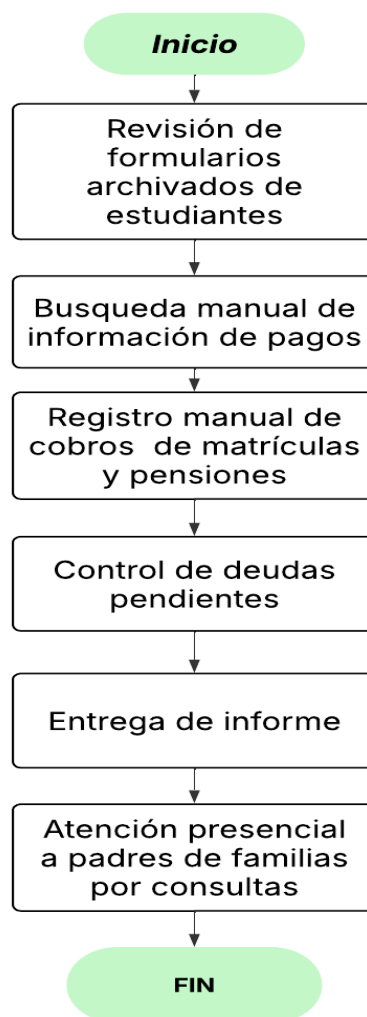 Inicio
Revisión de
formularios
archivados de
estudiantes
Busqueda manual de
información de pagos
Registro manual de
cobros de matrículas
y pensiones
Control de deudas
pendientes
Entrega de informe
Atención presencial
a padres de familias
por consultas
FIN